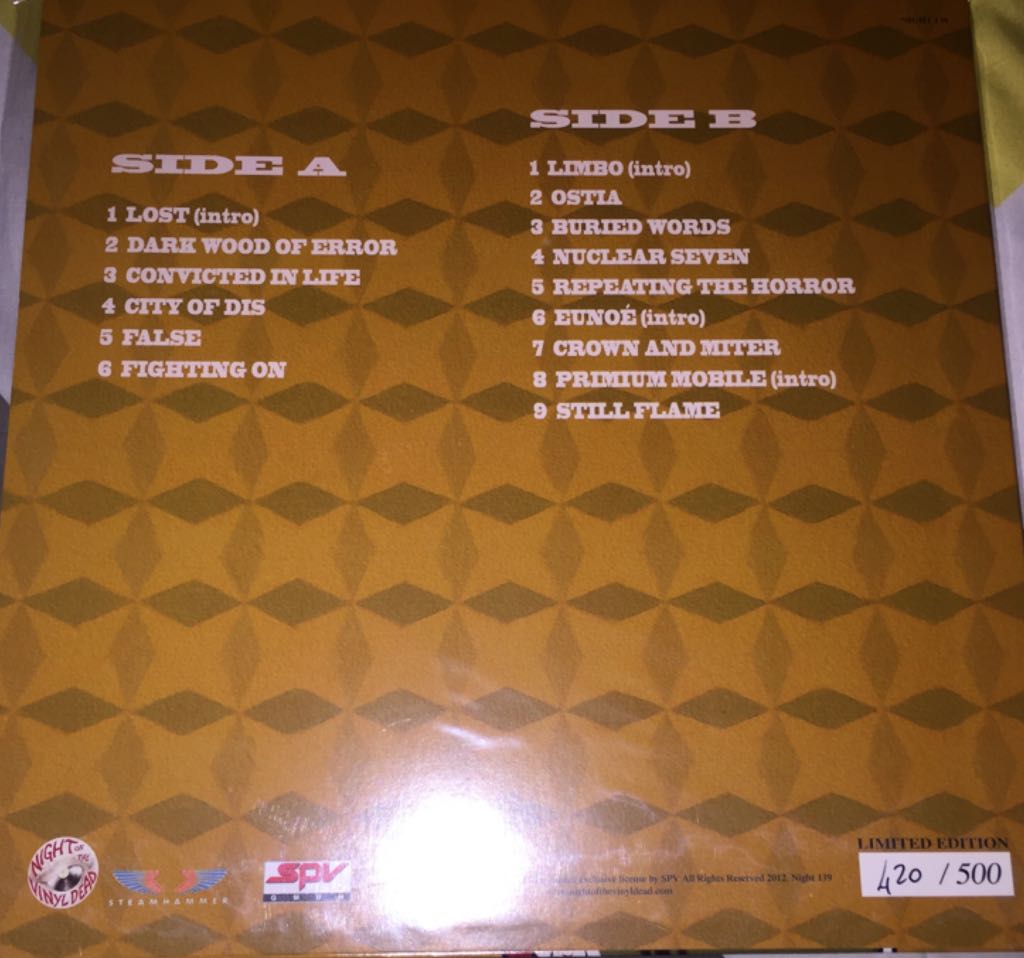 SIDE A
1 LOST (intro)
2 DARK WOOD OF ERROR
3 CONVICTED IN LIFE
4 CITY OF DIS
5 FALSE
6 FIGHTING ON
SIDE B
1 LIMBO (intro)
2 OSTIA
3 BURIED WORDS
4 NUCLEAR SEVEN
5 REPEATING THE HORROR
6 EUNOÉ (intro)
7 CROWN AND MITER
8 PRIMIUM MOBILE (intro)
9 STILL FLAME
NIGHT OF THE VINYL DEAD
STEAMHAMMER
SPV
GMBH
exclusive license by SPV All Rights Reserved 2012. Night 139
nightofthevinyldead.com
LIMITED EDITION
420 / 500